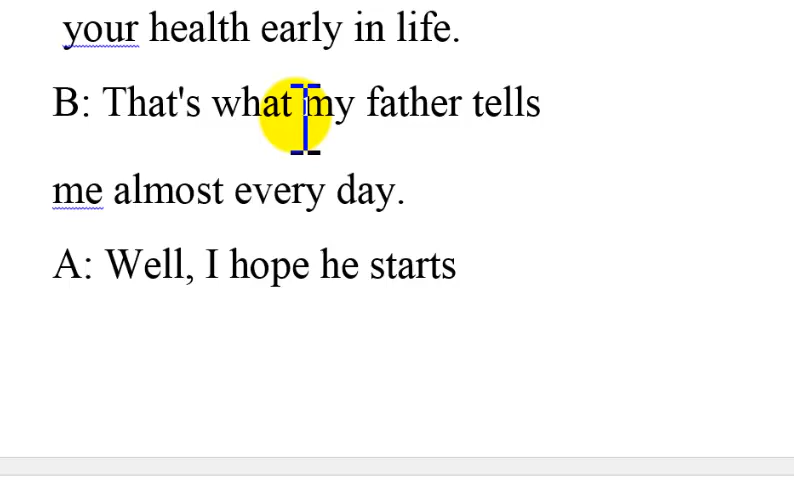 your health early in life.
B: That's what my father tells
me almost every day.
A: Well, I hope he starts